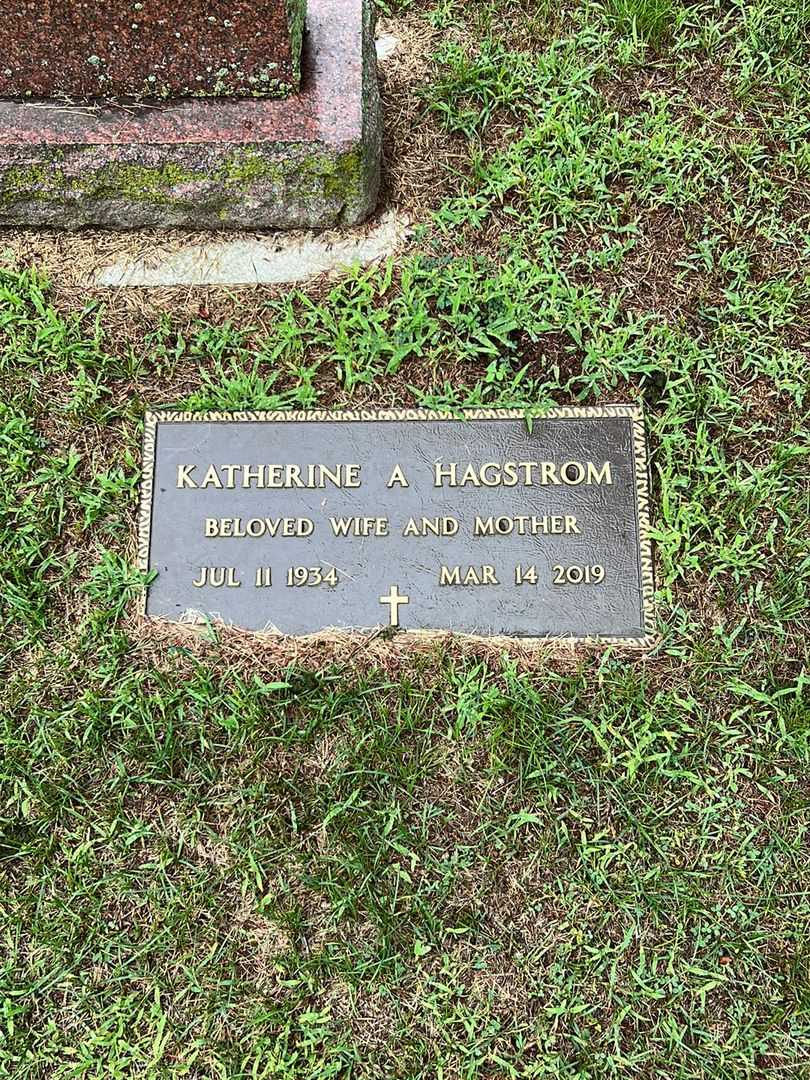 KATHERINE A HAGSTROM
BELOVED WIFE AND MOTHER
JUL 11 1934 MAR 14 2019